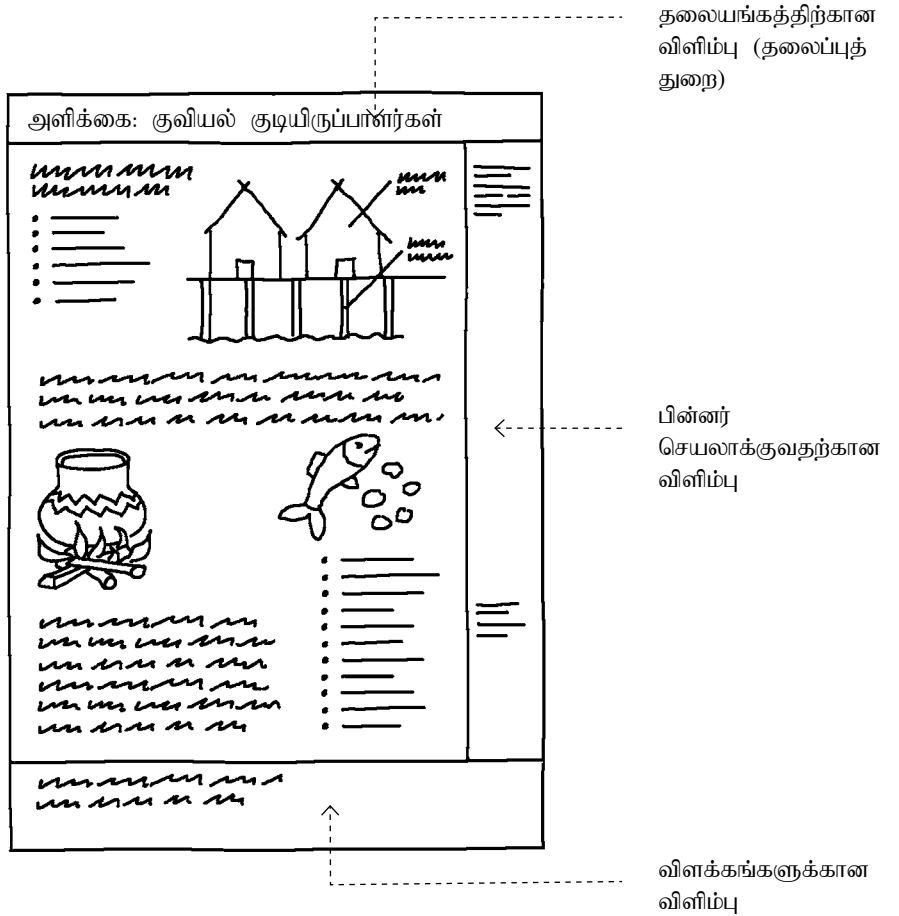 தலையங்கத்திற்கான
விளிம்பு (தலைப்புத்
துறை)
அளிக்கை: குவியல் குடியிருப்பாளர்கள்
பின்னர்
செயலாக்குவதற்கான
விளிம்பு
விளக்கங்களுக்கான
விளிம்பு